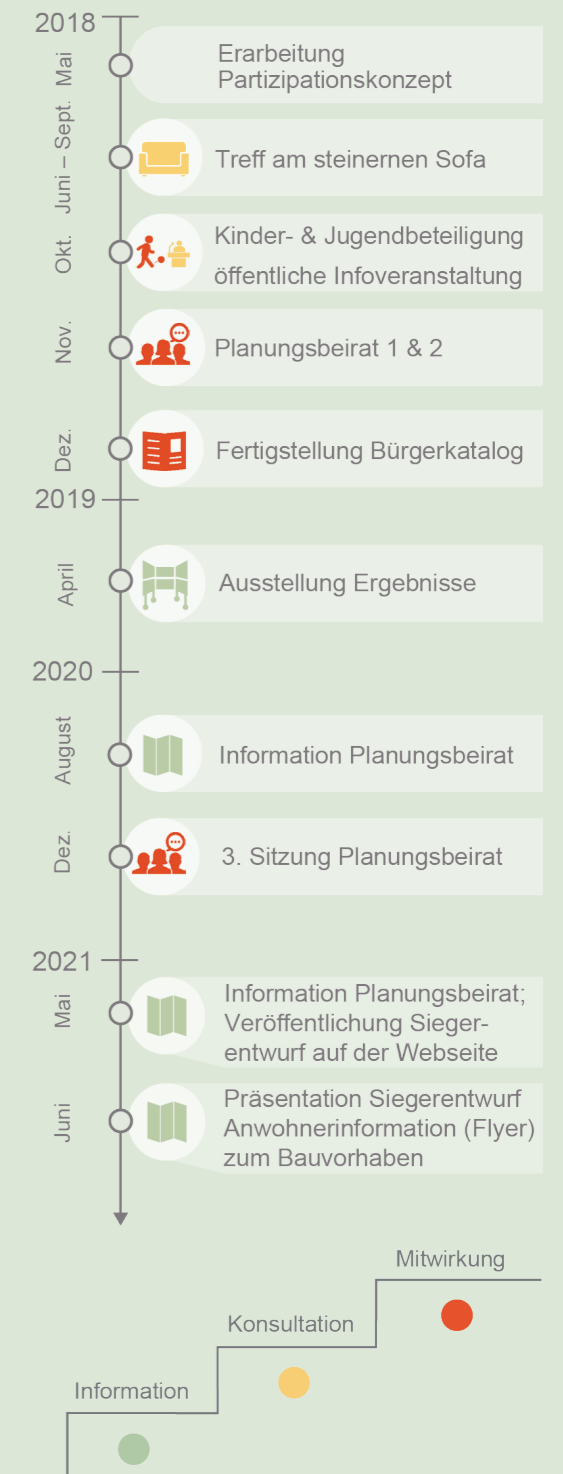 2018
Mai
Erarbeitung
Partizipationskonzept
Juni – Sept.
Treff am steinernen Sofa
Okt.
Kinder- & Jugendbeteiligung
öffentliche Infoveranstaltung
Nov.
Planungsbeirat 1 & 2
Dez.
Fertigstellung Bürgerkatalog
2019
April
Ausstellung Ergebnisse
2020
August
Information Planungsbeirat
Dez.
3. Sitzung Planungsbeirat
2021
Mai
Information Planungsbeirat;
Veröffentlichung Sieger-
entwurf auf der Webseite
Juni
Präsentation Siegerentwurf
Anwohnerinformation (Flyer)
zum Bauvorhaben
Mitwirkung
Konsultation
Information